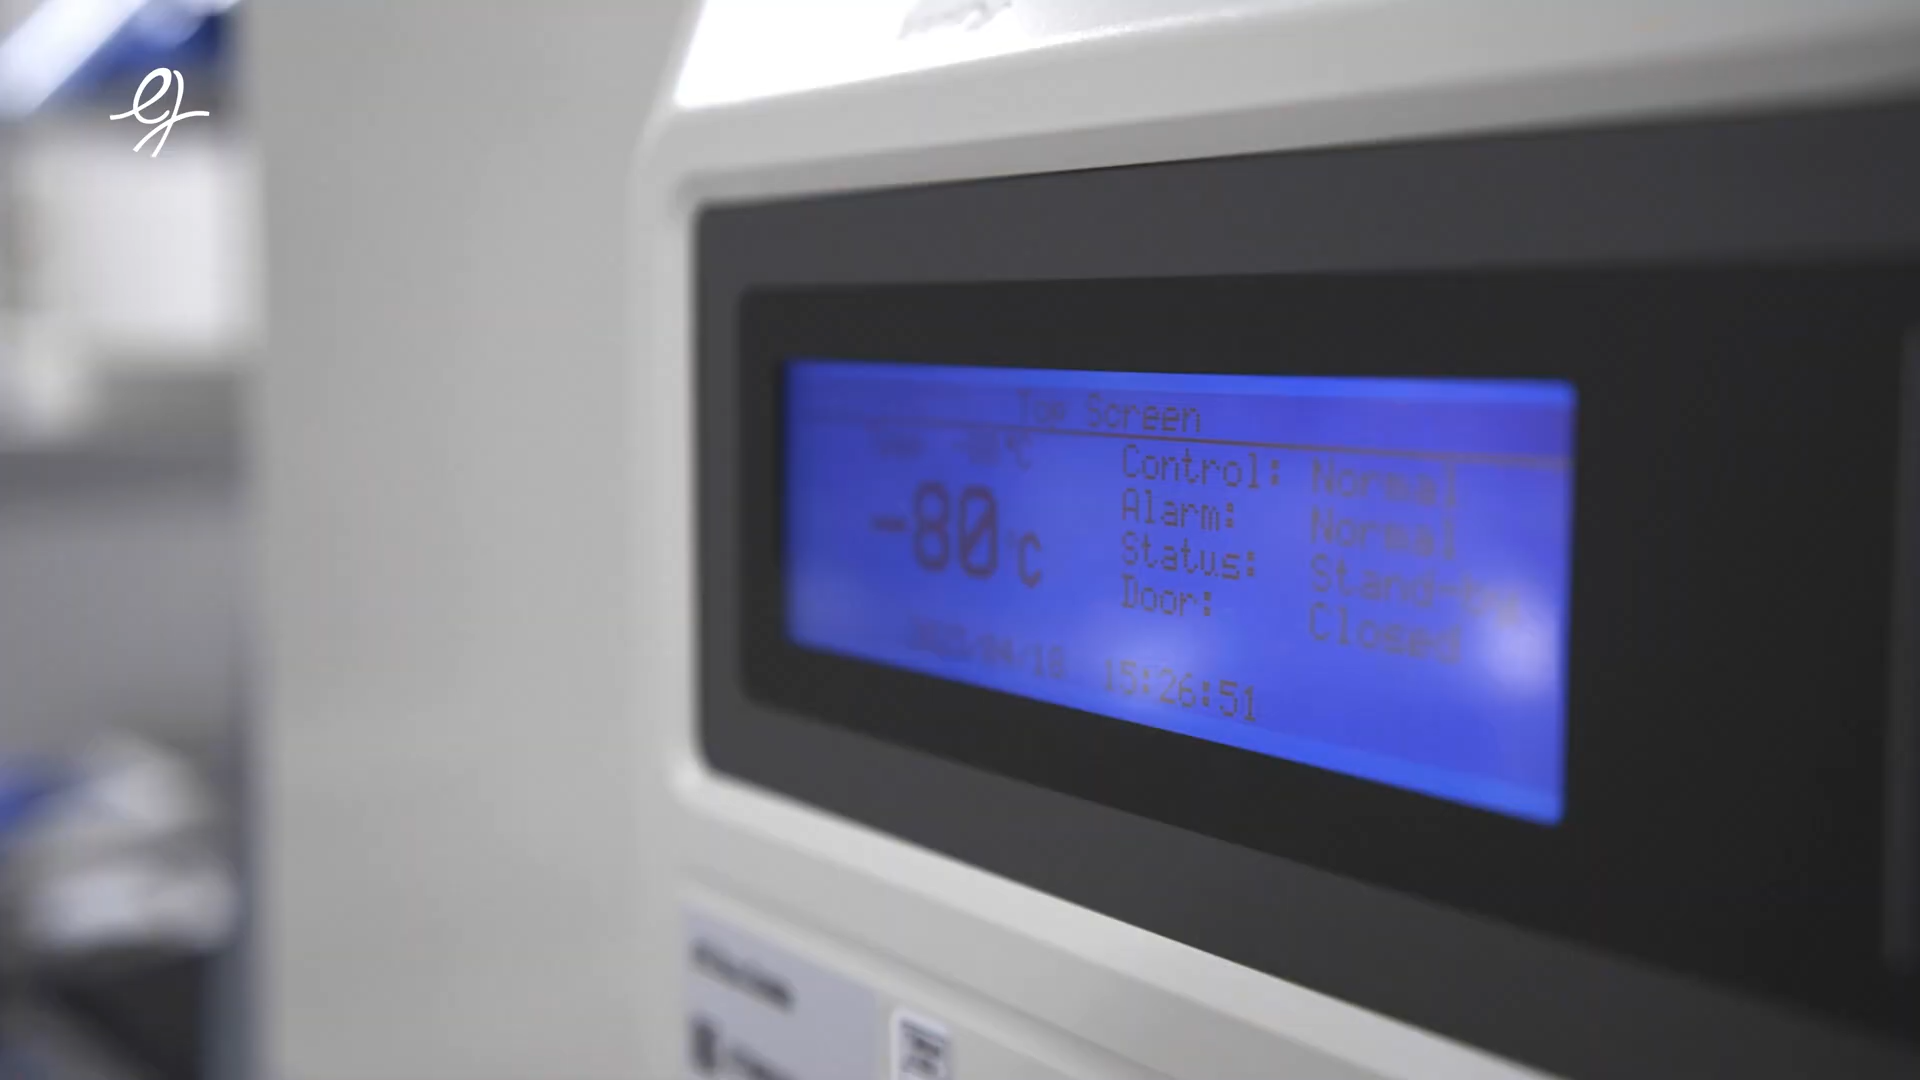 Top Screen
-80°C
Control: Normal
Alarm: Normal
Status: Stand-by
Door: Closed
15:26:51